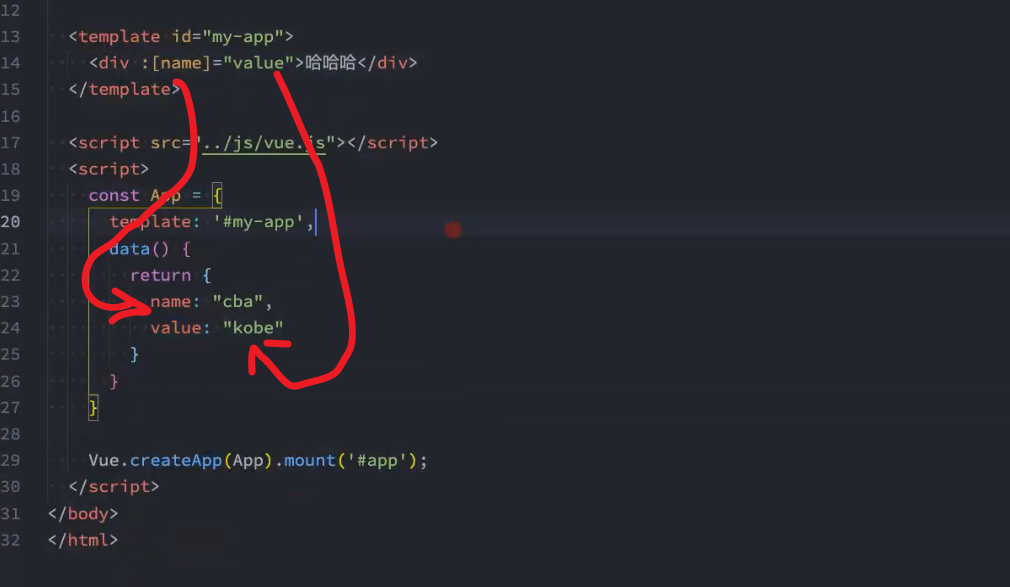 12
13 <template id="my-app">
14 <div :[name]="value">哈哈哈</div>
15 </template>
16
17 <script src="../js/vue.js"></script>
18 <script>
19 const App = {
20 template: '#my-app',
21 data() {
22 return {
23 name: "cba",
24 value: "kobe"
25 }
26 }
27 }
28
29 Vue.createApp(App).mount('#app');
30 </script>
31 </body>
32 </html>